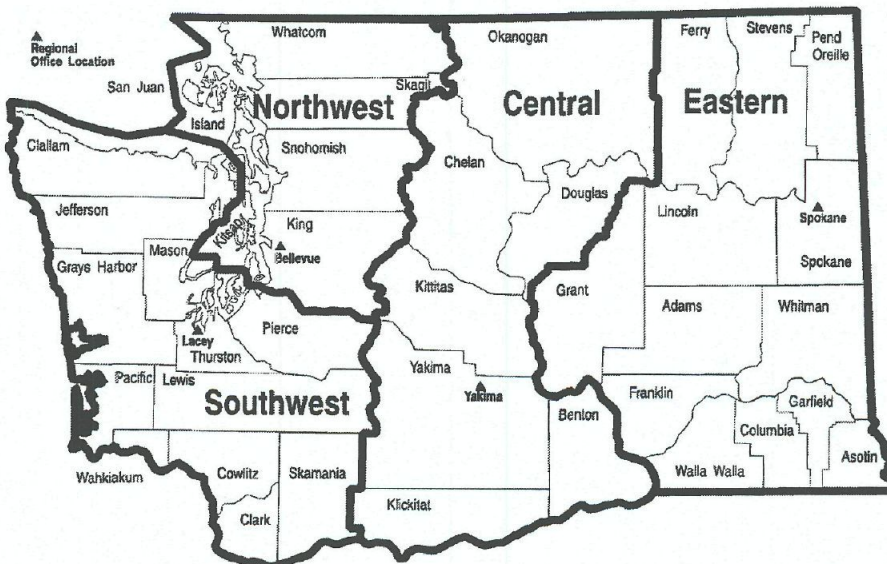 Regional
Office Location
Whatcom
Okanogan
Ferry
Stevens
Pend
Oreille
San Juan
Skagit
Northwest
Central
Eastern
Island
Clallam
Snohomish
Chelan
Douglas
Jefferson
Kitsap
King
Lincoln
Spokane
Bellevue
Mason
Spokane
Grays Harbor
Kittitas
Grant
Adams
Whitman
Pierce
Lacey
Thurston
Yakima
Pacific
Lewis
Yakima
Franklin
Garfield
Southwest
Benton
Columbia
Asotin
Walla Walla
Wahkiakum
Cowlitz
Skamania
Klickitat
Clark